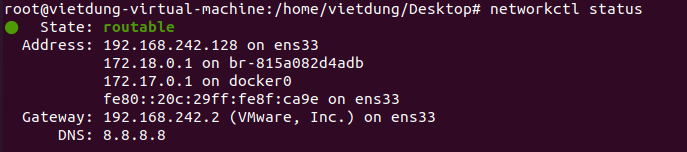 root@vietdung-virtual-machine:/home/vietdung/Desktop# networkctl status
● State: routable
Address: 192.168.242.128 on ens33
172.18.0.1 on br-815a082d4adb
172.17.0.1 on docker0
fe80::20c:29ff:fe8f:ca9e on ens33
Gateway: 192.168.242.2 (VMware, Inc.) on ens33
DNS: 8.8.8.8